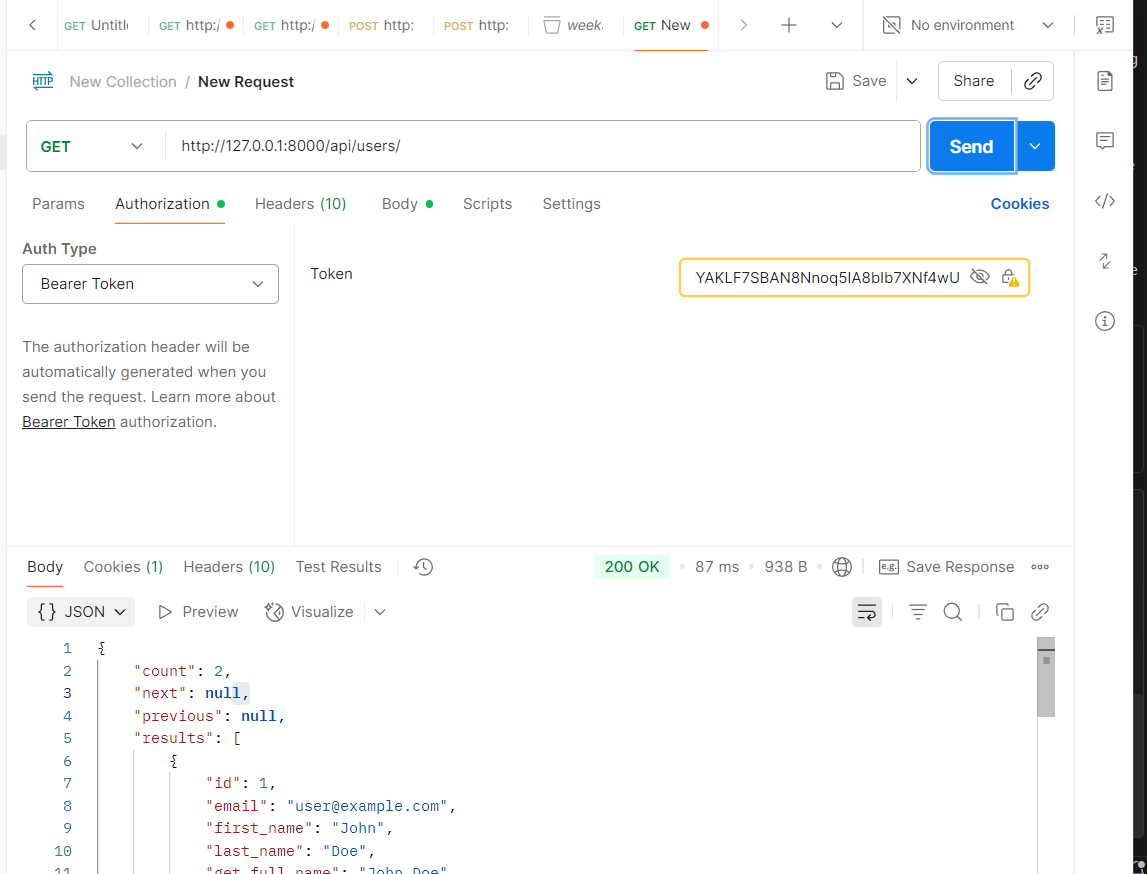 GET Untitle GET http:/ GET http:/ POST http: POST http: week. GET New No environment
HTTP New Collection / New Request Save Share
GET http://127.0.0.1:8000/api/users/ Send
Params Authorization Headers (10) Body Scripts Settings Cookies
Auth Type
Bearer Token
Token YAKLF7SBAN8Nnoq5IA8bIb7XNf4wU
The authorization header will be
automatically generated when you
send the request. Learn more about
Bearer Token authorization.
Body Cookies (1) Headers (10) Test Results 200 OK • 87 ms • 938 B • e.g. Save Response
{} JSON Preview Visualize
1 {
2 "count": 2,
3 "next": null,
4 "previous": null,
5 "results": [
6 {
7 "id": 1,
8 "email": "user@example.com",
9 "first_name": "John",
10 "last_name": "Doe",
11 "get_full_name": "John Doe"